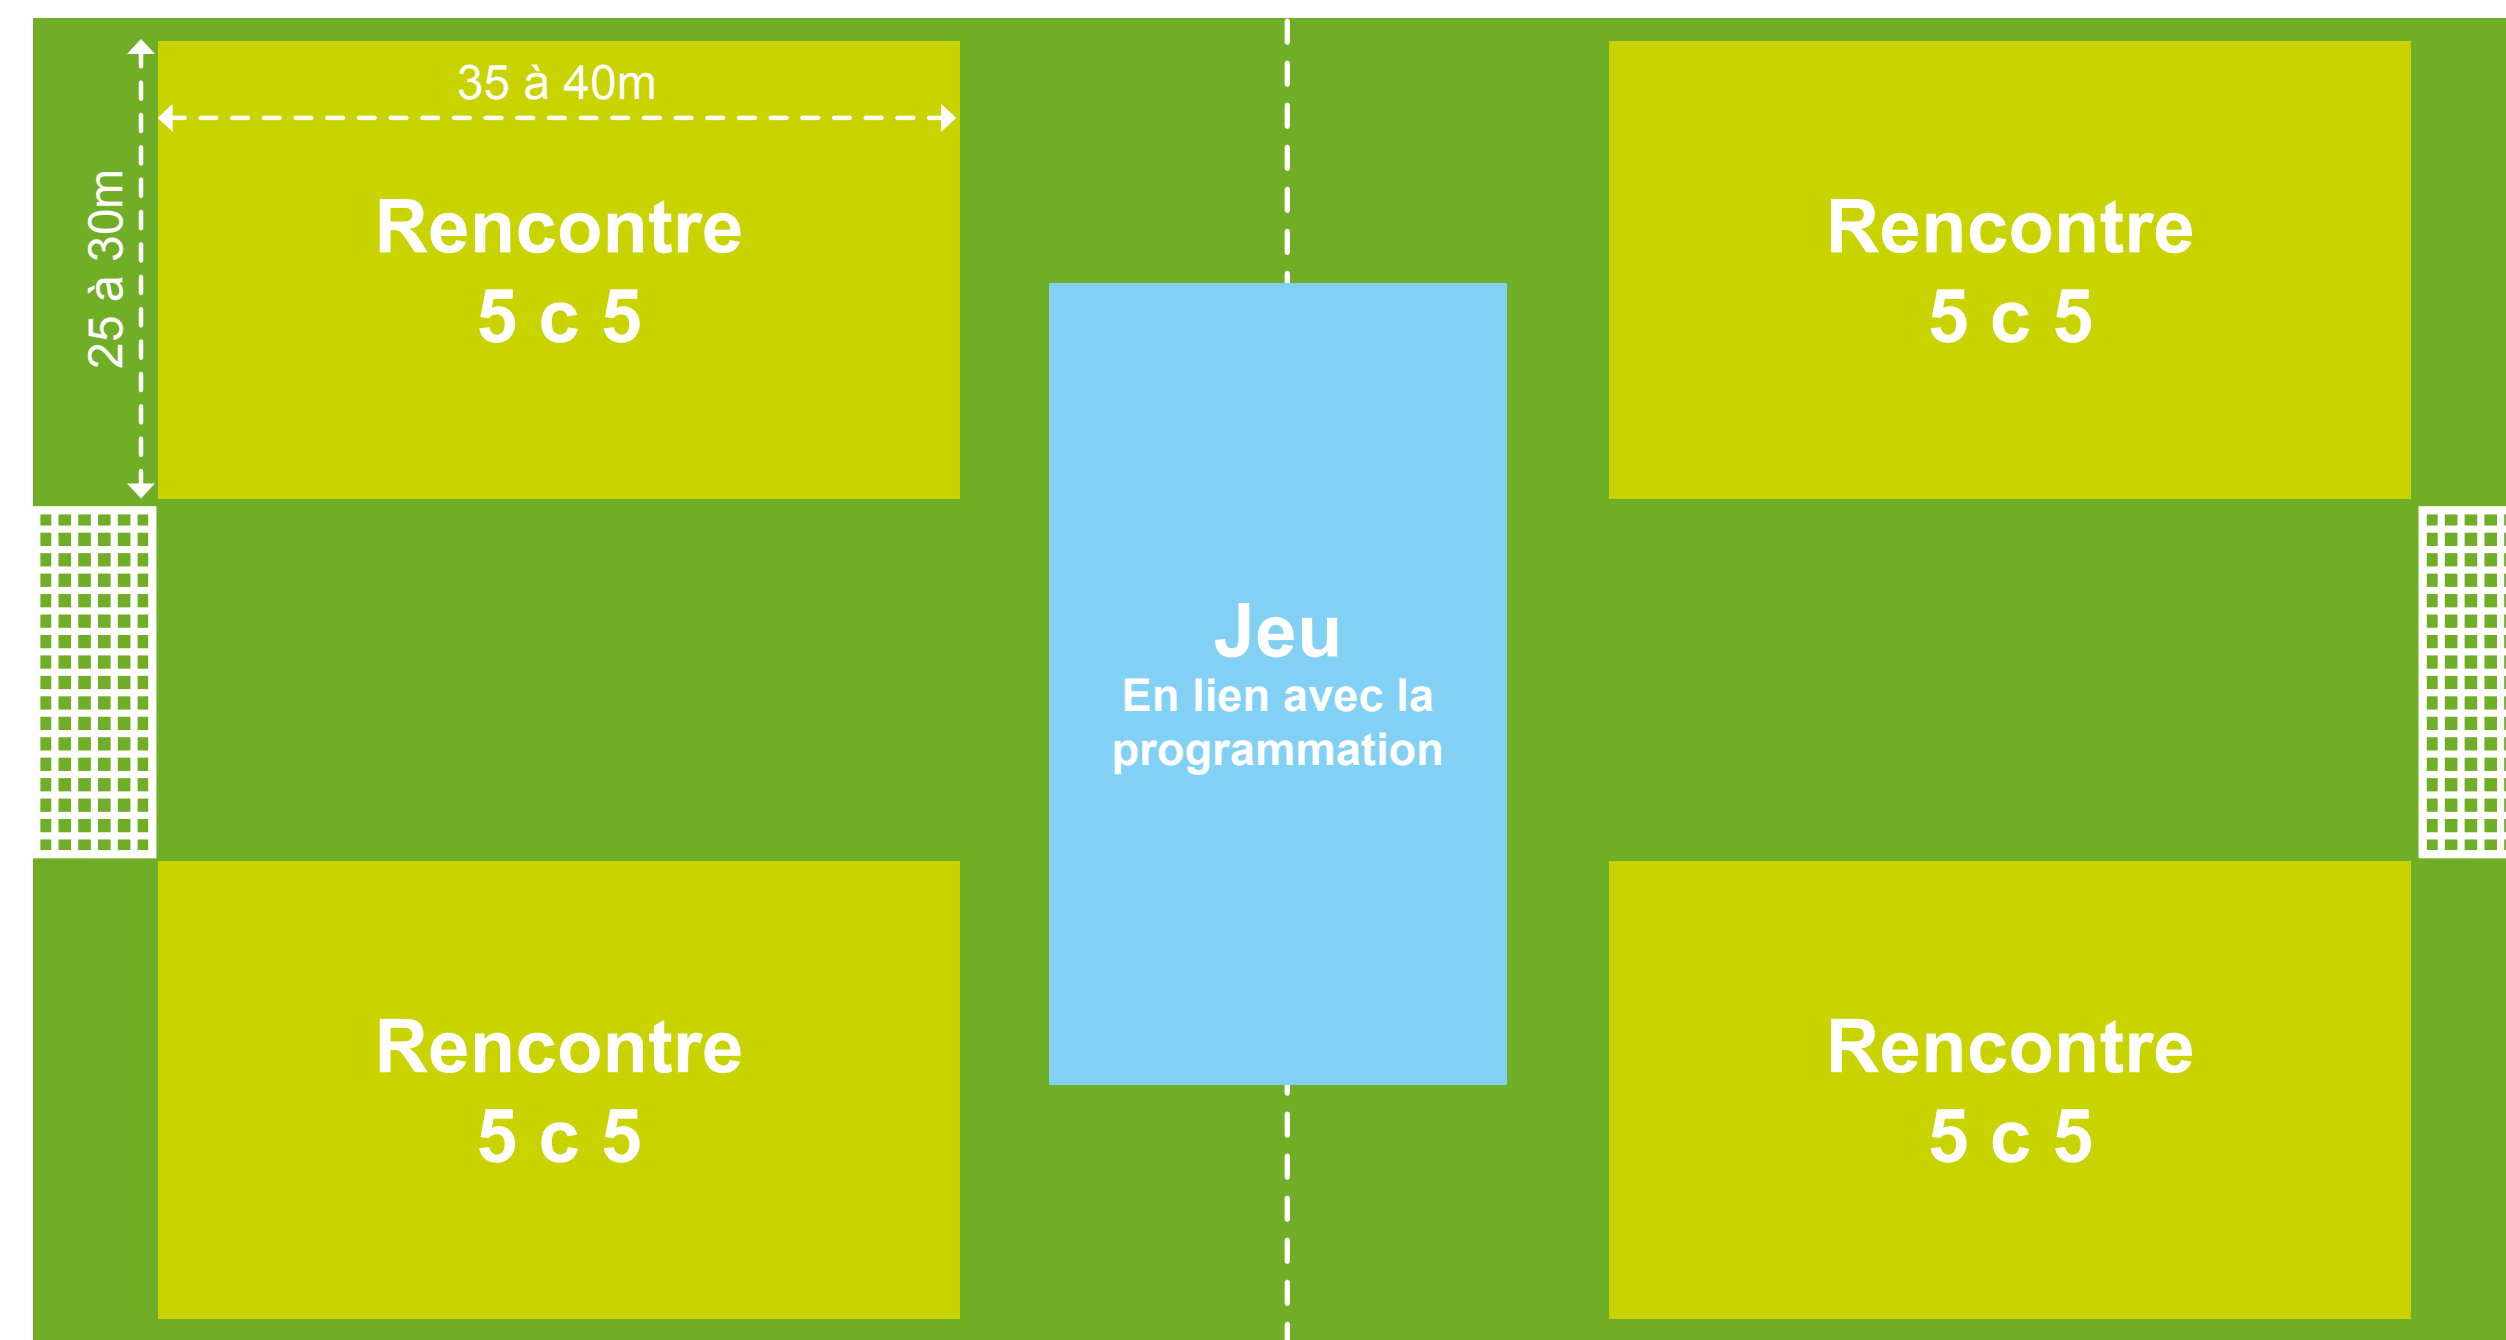 35 à 40m
25 à 30m
Rencontre
5 c 5
Rencontre
5 c 5
Jeu
En lien avec la
programmation
Rencontre
5 c 5
Rencontre
5 c 5